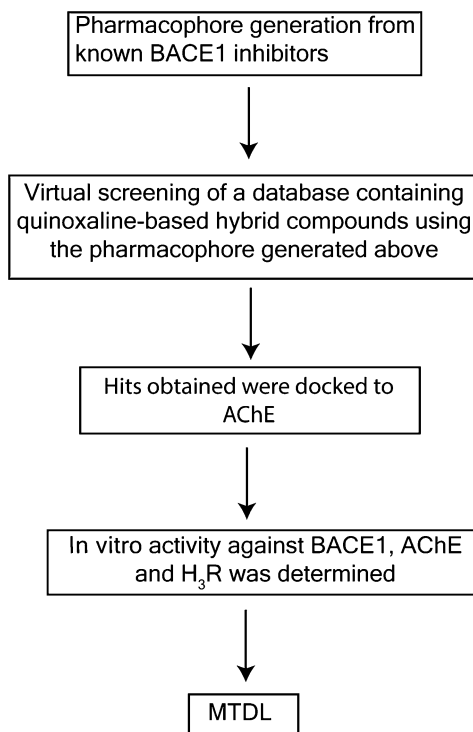 Pharmacophore generation from
known BACE1 inhibitors
Virtual screening of a database containing
quinoxaline-based hybrid compounds using
the pharmacophore generated above
Hits obtained were docked to
AChE
In vitro activity against BACE1, AChE
and H₃R was determined
MTDL